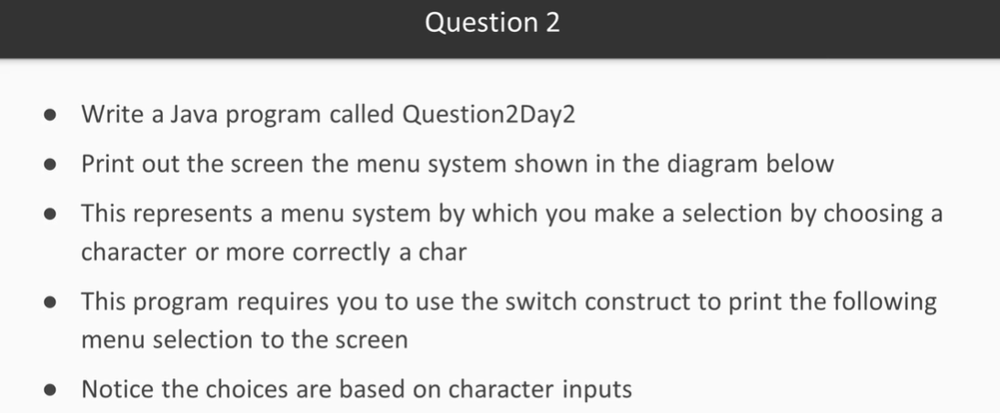 Question 2
● Write a Java program called Question2Day2
● Print out the screen the menu system shown in the diagram below
● This represents a menu system by which you make a selection by choosing a
character or more correctly a char
● This program requires you to use the switch construct to print the following
menu selection to the screen
● Notice the choices are based on character inputs